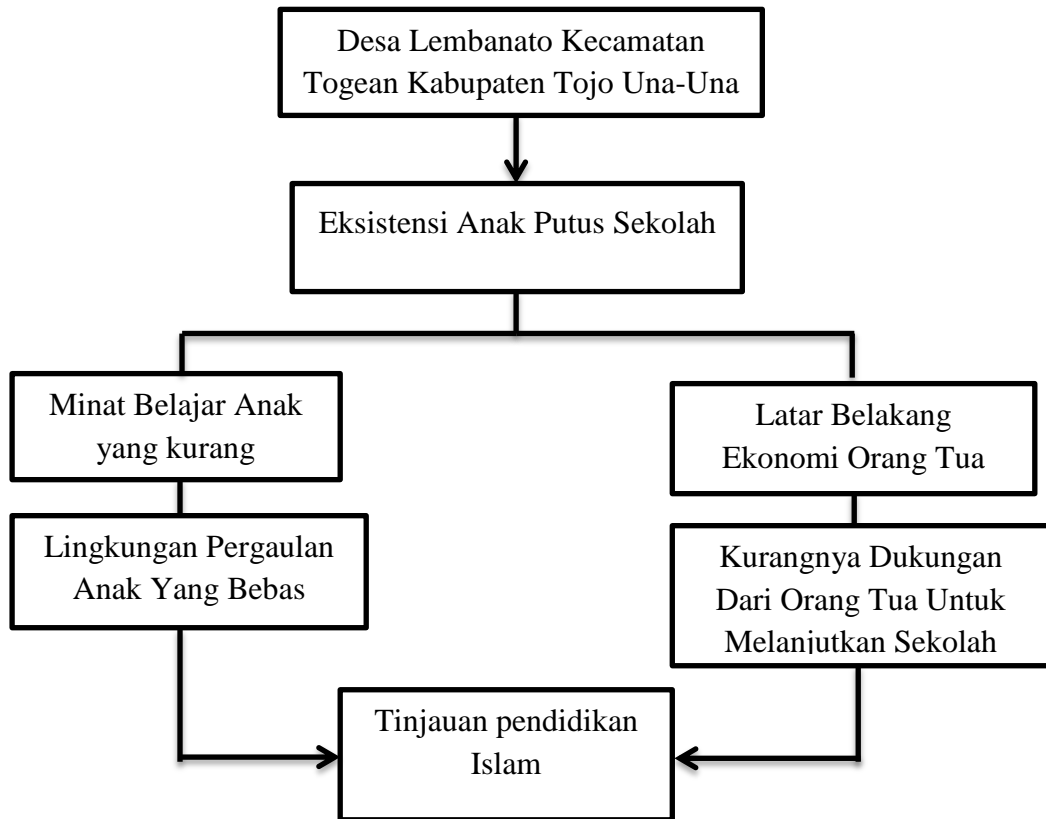 Desa Lembanato Kecamatan
Togean Kabupaten Tojo Una-Una
Eksistensi Anak Putus Sekolah
Minat Belajar Anak
yang kurang
Latar Belakang
Ekonomi Orang Tua
Lingkungan Pergaulan
Anak Yang Bebas
Kurangnya Dukungan
Dari Orang Tua Untuk
Melanjutkan Sekolah
Tinjauan pendidikan
Islam